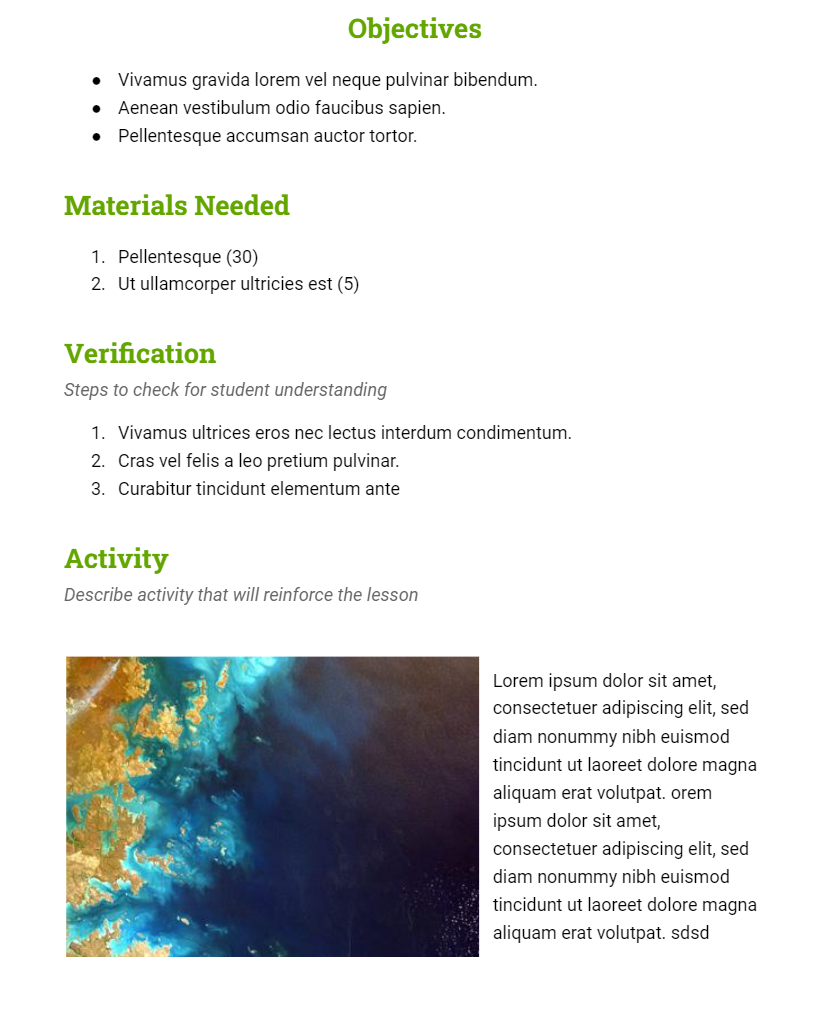 Objectives
● Vivamus gravida lorem vel neque pulvinar bibendum.
● Aenean vestibulum odio faucibus sapien.
● Pellentesque accumsan auctor tortor.
Materials Needed
1. Pellentesque (30)
2. Ut ullamcorper ultricies est (5)
Verification
Steps to check for student understanding
1. Vivamus ultrices eros nec lectus interdum condimentum.
2. Cras vel felis a leo pretium pulvinar.
3. Curabitur tincidunt elementum ante
Activity
Describe activity that will reinforce the lesson
Lorem ipsum dolor sit amet,
consectetuer adipiscing elit, sed
diam nonummy nibh euismod
tincidunt ut laoreet dolore magna
aliquam erat volutpat. orem
ipsum dolor sit amet,
consectetuer adipiscing elit, sed
diam nonummy nibh euismod
tincidunt ut laoreet dolore magna
aliquam erat volutpat. sdsd